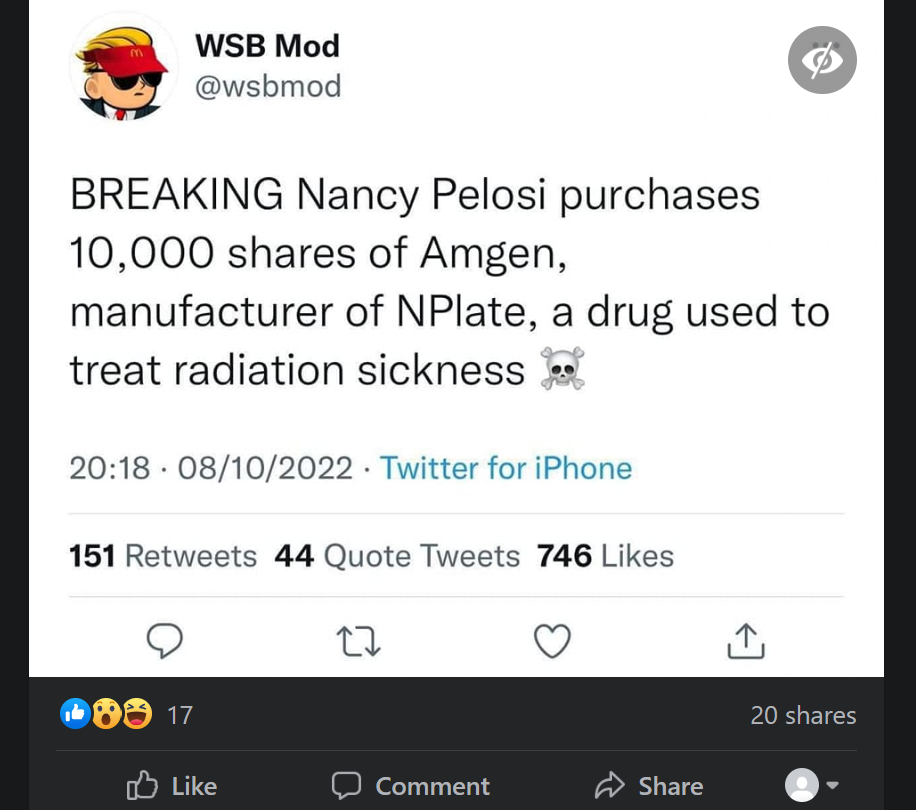 WSB Mod
@wsbmod
BREAKING Nancy Pelosi purchases
10,000 shares of Amgen,
manufacturer of NPlate, a drug used to
treat radiation sickness ☠️
20:18 · 08/10/2022 · Twitter for iPhone
151 Retweets 44 Quote Tweets 746 Likes
17
20 shares
Like
Comment
Share